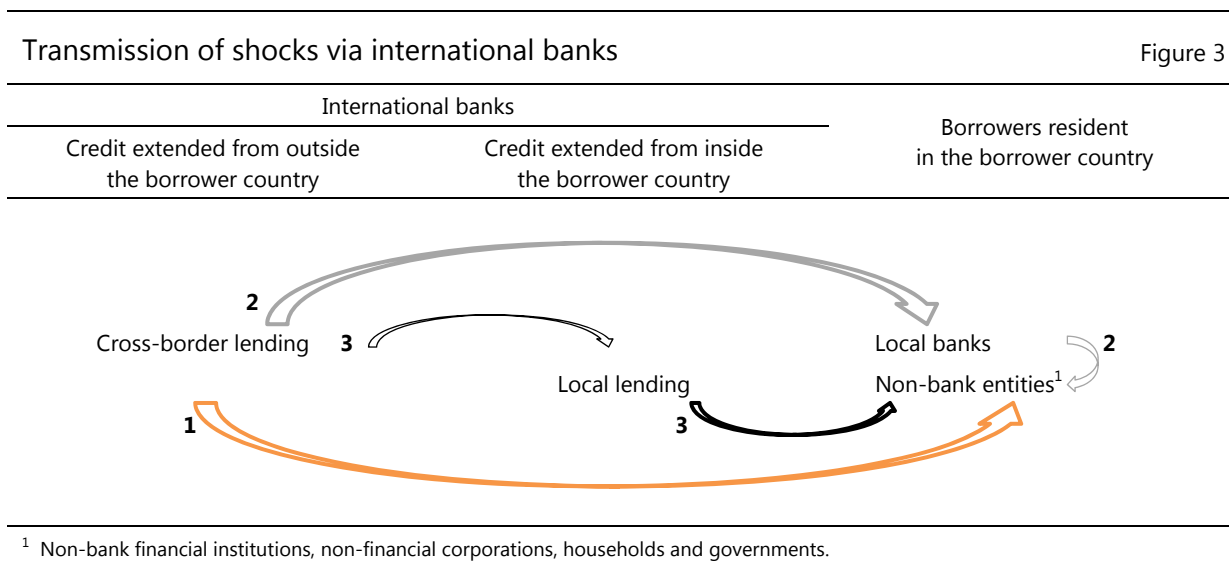 Transmission of shocks via international banks
Figure 3
International banks
Borrowers resident
in the borrower country
Credit extended from outside
the borrower country
Credit extended from inside
the borrower country
2
Cross-border lending
3
Local banks
2
Local lending
Non-bank entities1
1
3
1 Non-bank financial institutions, non-financial corporations, households and governments.